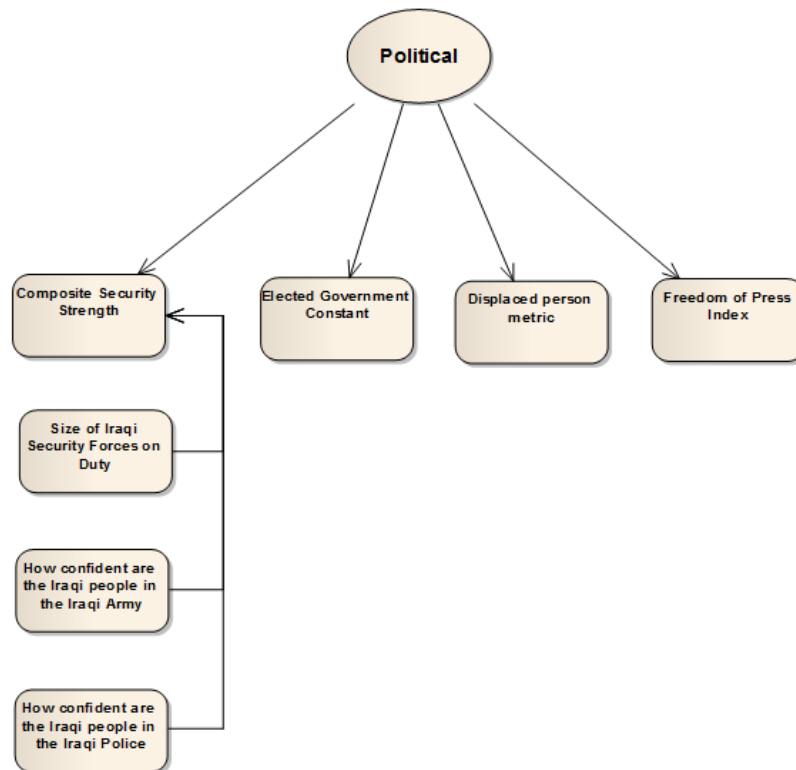 Political
Composite Security
Strength
Elected Government
Constant
Displaced person
metric
Freedom of Press
Index
Size of Iraqi
Security Forces on
Duty
How confident are
the Iraqi people in
the Iraqi Army
How confident are
the Iraqi people in
the Iraqi Police